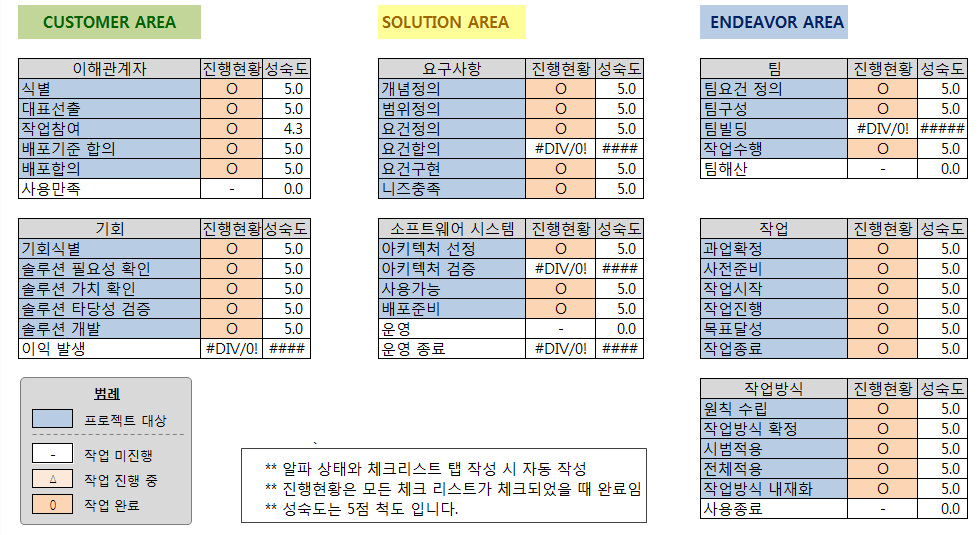 CUSTOMER AREA
이해관계자 진행현황 성숙도
식별 O 5.0
대표선출 O 5.0
작업참여 O 4.3
배포기준 합의 O 5.0
배포합의 O 5.0
사용만족 - 0.0
기회 진행현황 성숙도
기회식별 O 5.0
솔루션 필요성 확인 O 5.0
솔루션 가치 확인 O 5.0
솔루션 타당성 검증 O 5.0
솔루션 개발 O 5.0
이익 발생 #DIV/0! ####
SOLUTION AREA
요구사항 진행현황 성숙도
개념정의 O 5.0
범위정의 O 5.0
요건정의 O 5.0
요건합의 #DIV/0! ####
요건구현 O 5.0
니즈충족 O 5.0
소프트웨어 시스템 진행현황 성숙도
아키텍처 선정 O 5.0
아키텍처 검증 #DIV/0! ####
사용가능 O 5.0
배포준비 O 5.0
운영 - 0.0
운영 종료 #DIV/0! ####
ENDEAVOR AREA
팀 진행현황 성숙도
팀요건 정의 O 5.0
팀구성 O 5.0
팀빌딩 #DIV/0! #####
작업수행 O 5.0
팀해산 - 0.0
작업 진행현황 성숙도
과업확정 O 5.0
사전준비 O 5.0
작업시작 O 5.0
작업진행 O 5.0
목표달성 O 5.0
작업종료 O 5.0
작업방식 진행현황 성숙도
원칙 수립 O 5.0
작업방식 확정 O 5.0
시범적용 O 5.0
전체적용 O 5.0
작업방식 내재화 O 5.0
사용종료 - 0.0
범례
프로젝트 대상
- 작업 미진행
△ 작업 진행 중
O 작업 완료
`
** 알파 상태와 체크리스트 탭 작성 시 자동 작성
** 진행현황은 모든 체크 리스트가 체크되었을 때 완료임
** 성숙도는 5점 척도 입니다.